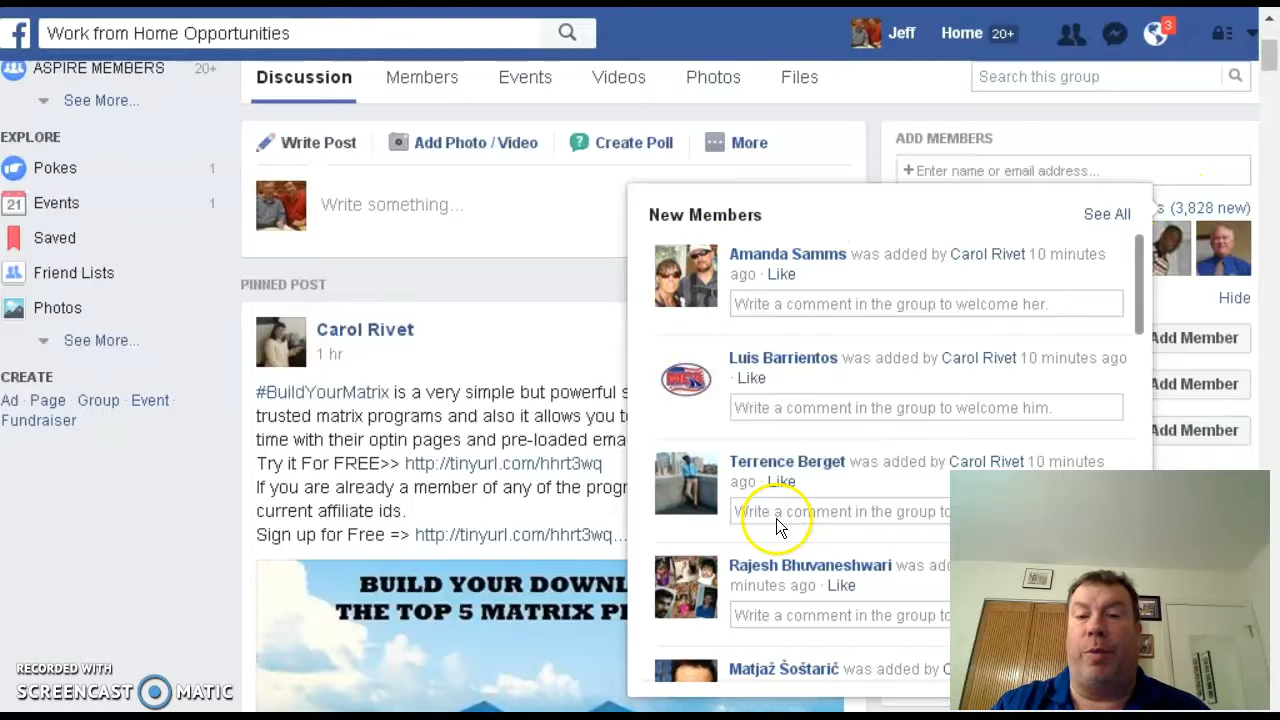 Work from Home Opportunities
Jeff Home 20+
3
ASPIRE MEMBERS 20+
See More...
EXPLORE
Pokes 1
21 Events 1
Saved
Friend Lists
Photos
See More...
CREATE
Ad · Page · Group · Event ·
Fundraiser
Discussion Members Events Videos Photos Files
Search this group
Write Post Add Photo / Video Create Poll More
Write something...
PINNED POST
Carol Rivet
1 hr
#BuildYourMatrix is a very simple but powerful s
trusted matrix programs and also it allows you to
time with their optin pages and pre-loaded ema
Try it For FREE>> http://tinyurl.com/hhrt3wq
If you are already a member of any of the progr
current affiliate ids.
Sign up for Free => http://tinyurl.com/hhrt3wq...
BUILD YOUR DOWNL
THE TOP 5 MATRIX P
ADD MEMBERS
+ Enter name or email address...
s (3,828 new)
Hide
Add Member
Add Member
Add Member
New Members See All
Amanda Samms was added by Carol Rivet 10 minutes
ago · Like
Write a comment in the group to welcome her.
Luis Barrientos was added by Carol Rivet 10 minutes ago
· Like
Write a comment in the group to welcome him.
Terrence Berget was added by Carol Rivet 10 minutes
ago · Like
Write a comment in the group to
Rajesh Bhuvaneshwari was add
minutes ago · Like
Write a comment in the group to
Matjaž Šoštarič was added by C
RECORDED WITH
SCREENCAST MATIC